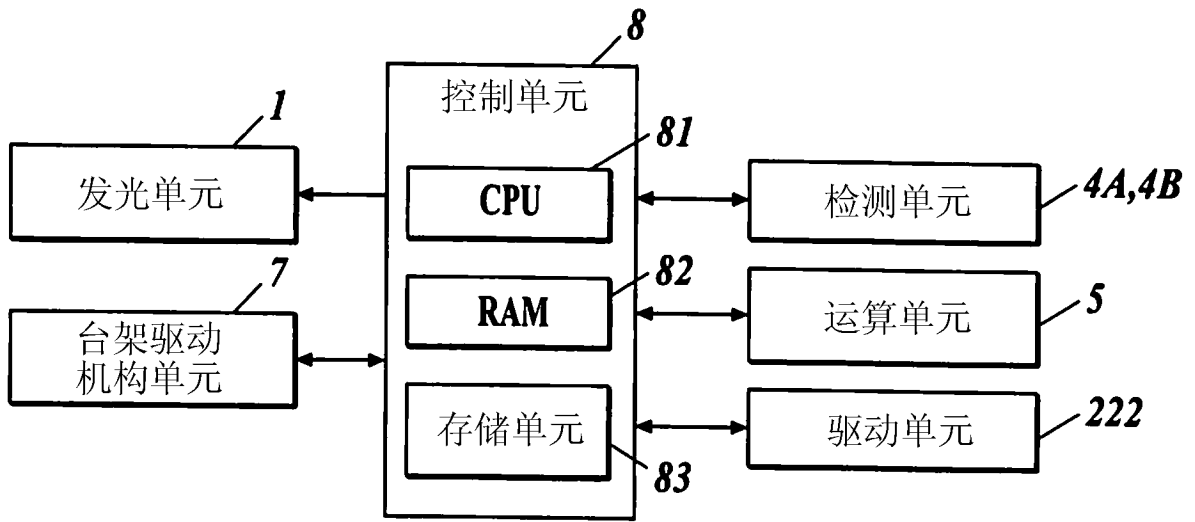 8
控制单元
1
发光单元
81
CPU
4A,4B
检测单元
7
台架驱动
机构单元
82
RAM
5
运算单元
存储单元
83
222
驱动单元